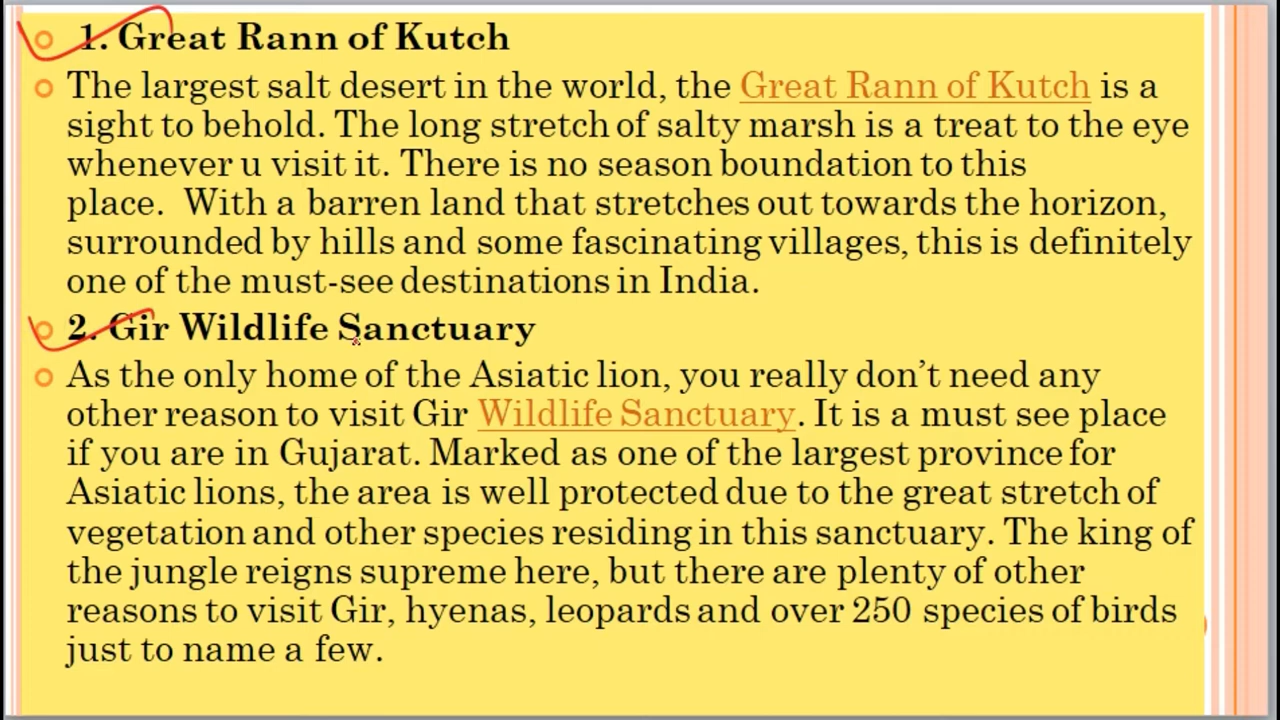 1. Great Rann of Kutch
The largest salt desert in the world, the Great Rann of Kutch is a
sight to behold. The long stretch of salty marsh is a treat to the eye
whenever u visit it. There is no season boundation to this
place.  With a barren land that stretches out towards the horizon,
surrounded by hills and some fascinating villages, this is definitely
one of the must-see destinations in India.
2. Gir Wildlife Sanctuary
As the only home of the Asiatic lion, you really don’t need any
other reason to visit Gir Wildlife Sanctuary. It is a must see place
if you are in Gujarat. Marked as one of the largest province for
Asiatic lions, the area is well protected due to the great stretch of
vegetation and other species residing in this sanctuary. The king of
the jungle reigns supreme here, but there are plenty of other
reasons to visit Gir, hyenas, leopards and over 250 species of birds
just to name a few.